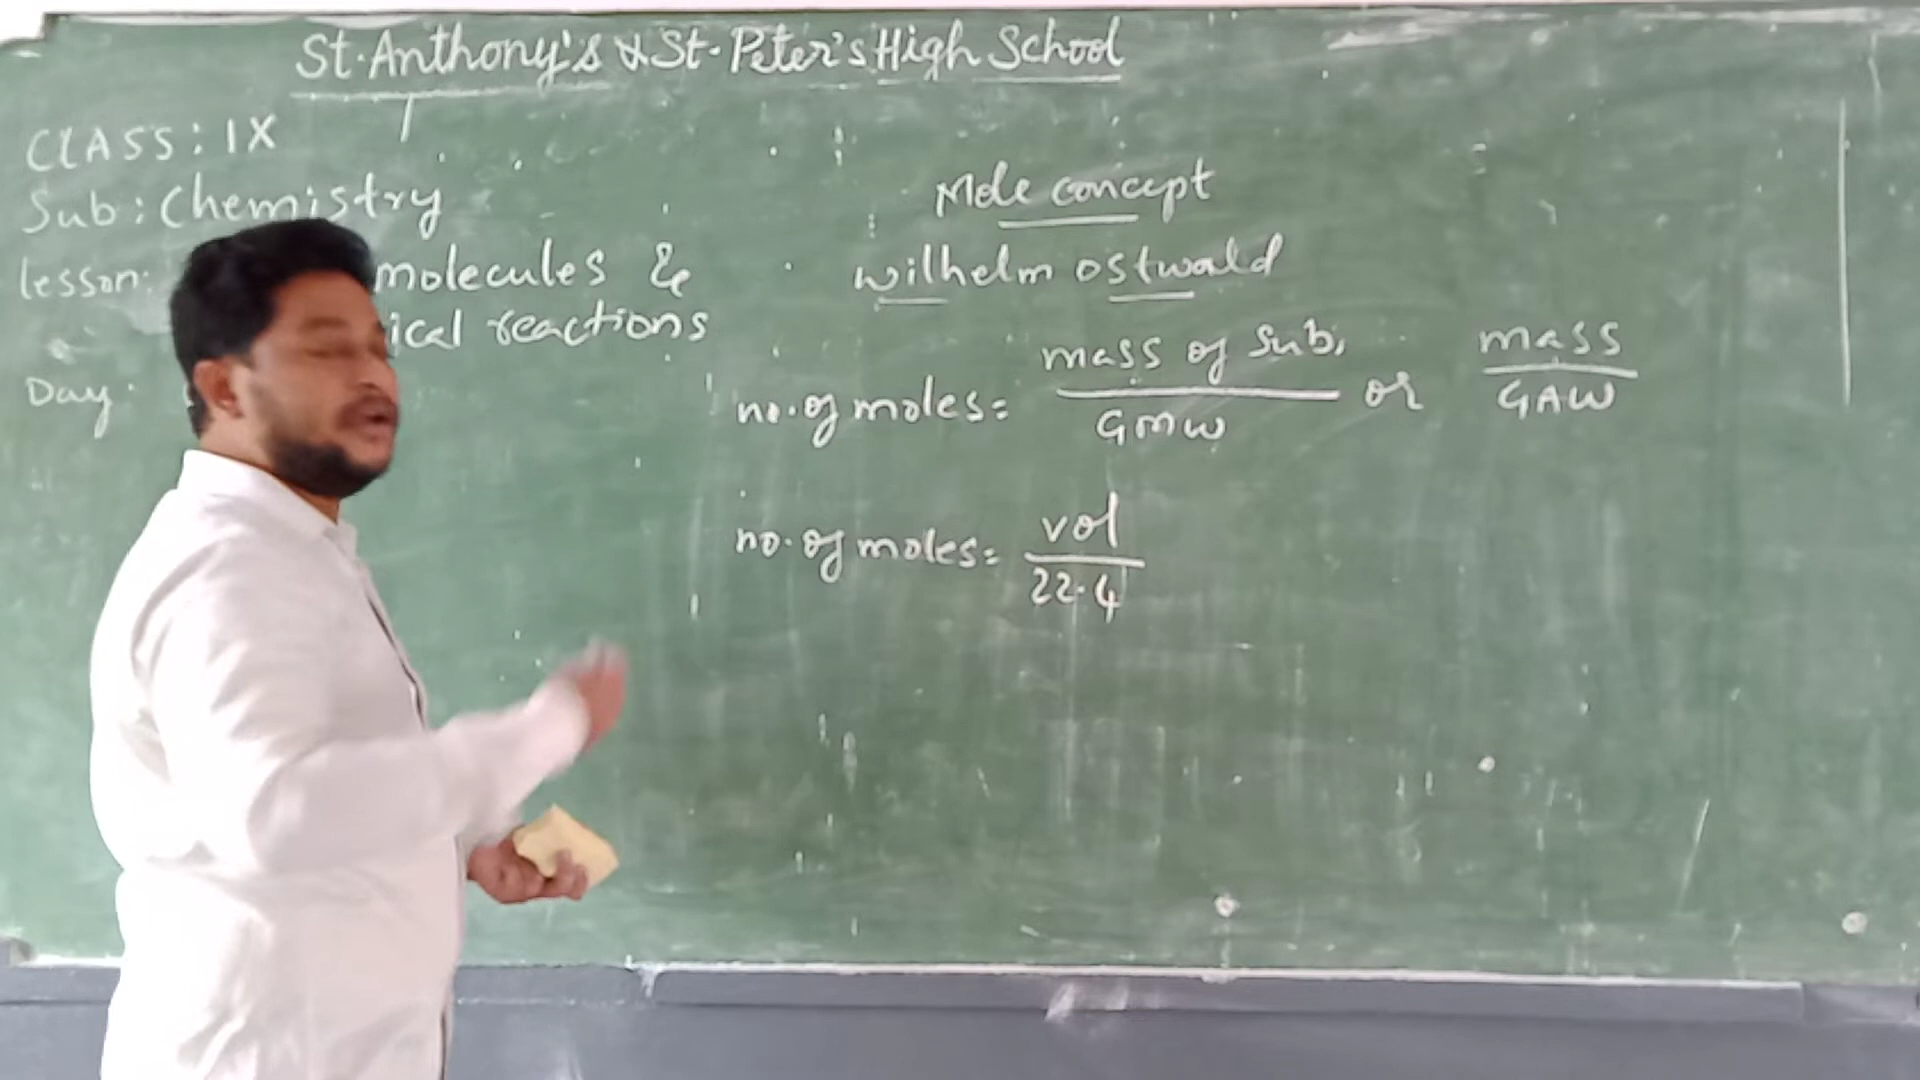 St. Anthony's & St. Peter's High School
CLASS: IX
Sub: Chemistry
lesson: molecules &
ical reactions
Day:
Mole concept
wilhelm ostwald
no. of moles = mass of Sub. / GMW or mass / GAW
no. of moles = vol / 22.4